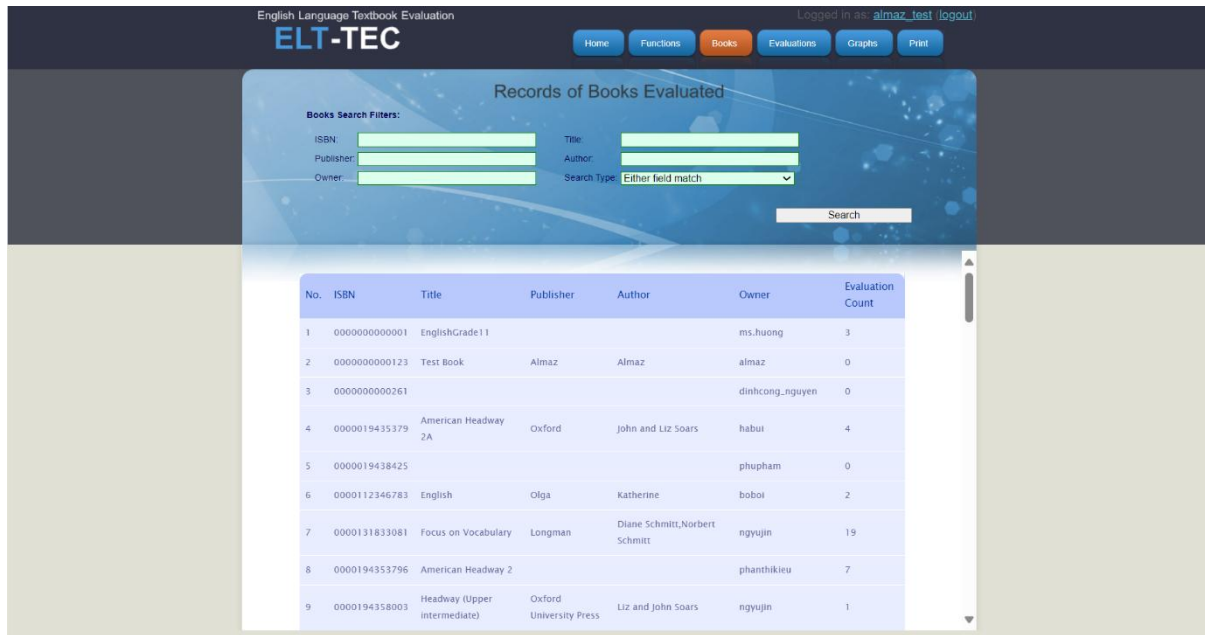 English Language Textbook Evaluation
Logged in as: almaz_test (logout)
ELT-TEC
Home Functions Books Evaluations Graphs Print
Records of Books Evaluated
Books Search Filters:
ISBN: Title:
Publisher: Author:
Owner: Search Type: Either field match
Search
No. ISBN Title Publisher Author Owner Evaluation Count
1 0000000000001 EnglishGrade11 ms.huong 3
2 0000000000123 Test Book Almaz Almaz almaz 0
3 0000000000261 dinhcong_nguyen 0
4 0000019435379 American Headway 2A Oxford John and Liz Soars habui 4
5 0000019438425 phupham 0
6 0000112346783 English Olga Katherine boboi 2
7 0000131833081 Focus on Vocabulary Longman Diane Schmitt,Norbert Schmitt ngyujin 19
8 0000194353796 American Headway 2 phanthikieu 7
9 0000194358003 Headway (Upper intermediate) Oxford University Press Liz and John Soars ngyujin 1